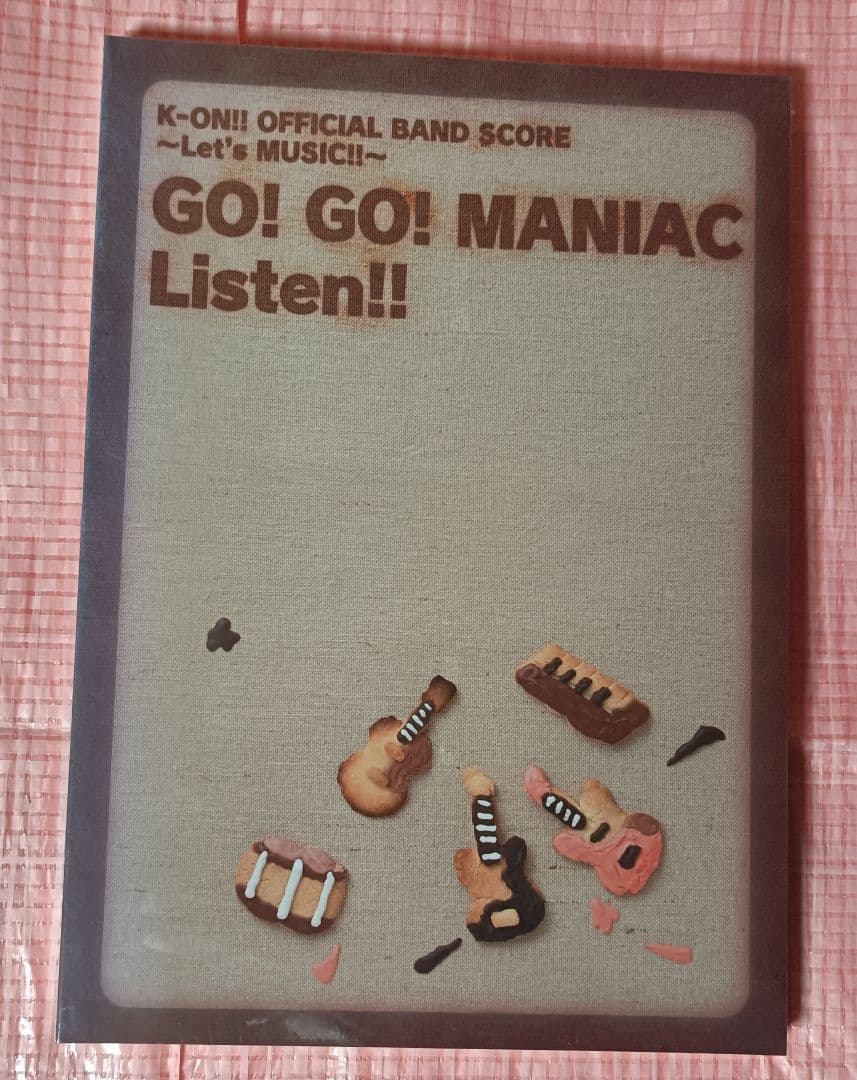 K-ON!! OFFICIAL BAND SCORE
~Let's MUSIC!!~
GO! GO! MANIAC
Listen!!